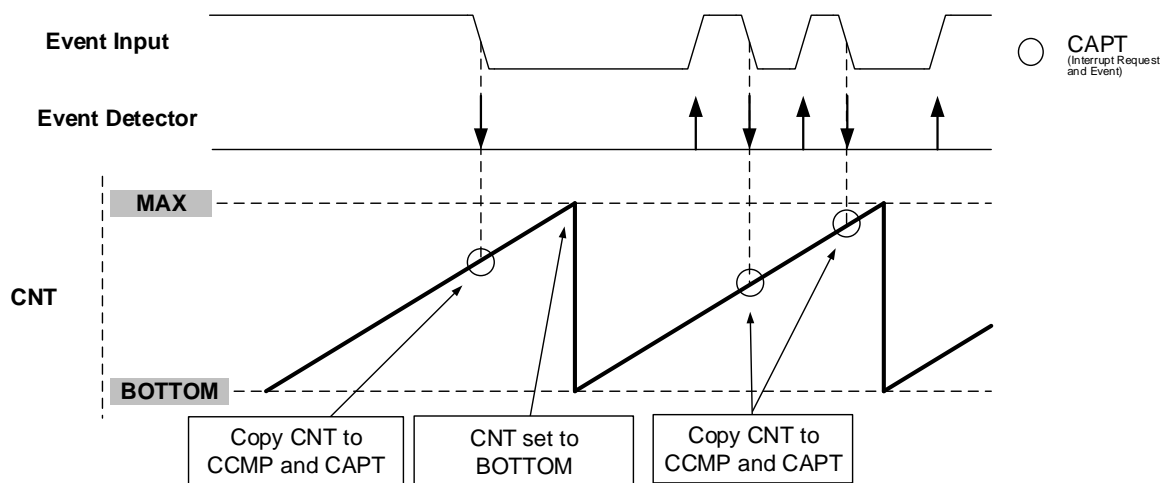 Event Input
CAPT
(Interrupt Request
and Event)
Event Detector
MAX
CNT
BOTTOM
Copy CNT to
CCMP and CAPT
CNT set to
BOTTOM
Copy CNT to
CCMP and CAPT